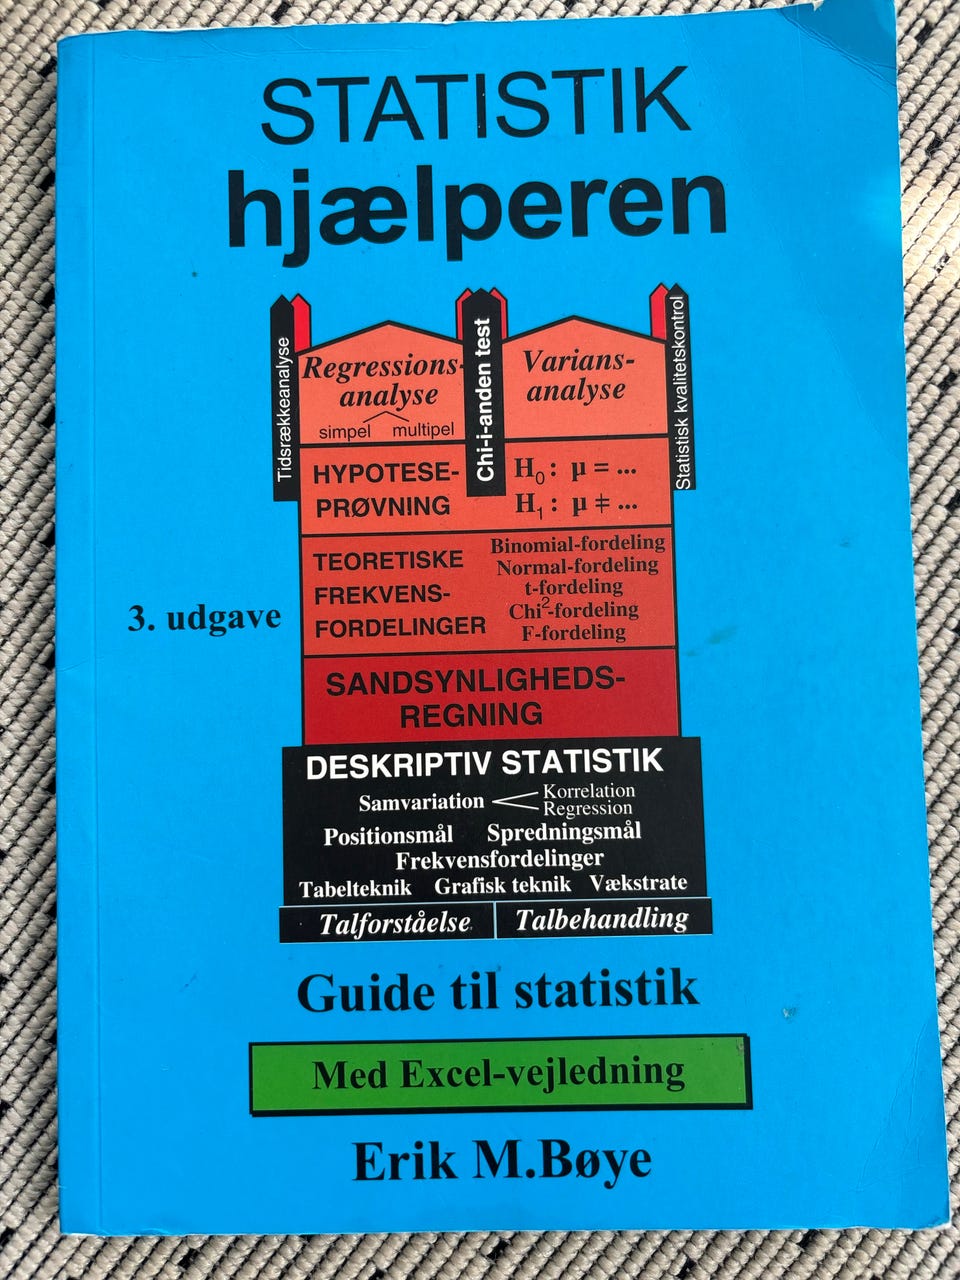 STATISTIK
hjælperen
Tidsrækkeanalyse
Regressions-
analyse
simpel multipel
Chi-i-anden test
Varians-
analyse
Statistisk kvalitetskontrol
HYPOTESE-
PRØVNING
H₀: µ = ...
H₁: µ ≠ ...
TEORETISKE
FREKVENS-
FORDELINGER
Binomial-fordeling
Normal-fordeling
t-fordeling
Chi²-fordeling
F-fordeling
3. udgave
SANDSYNLIGHEDS-
REGNING
DESKRIPTIV STATISTIK
Samvariation
Korrelation
Regression
Positionsmål Spredningsmål
Frekvensfordelinger
Tabelteknik Grafisk teknik Vækstrate
Talforståelse Talbehandling
Guide til statistik
Med Excel-vejledning
Erik M.Bøye